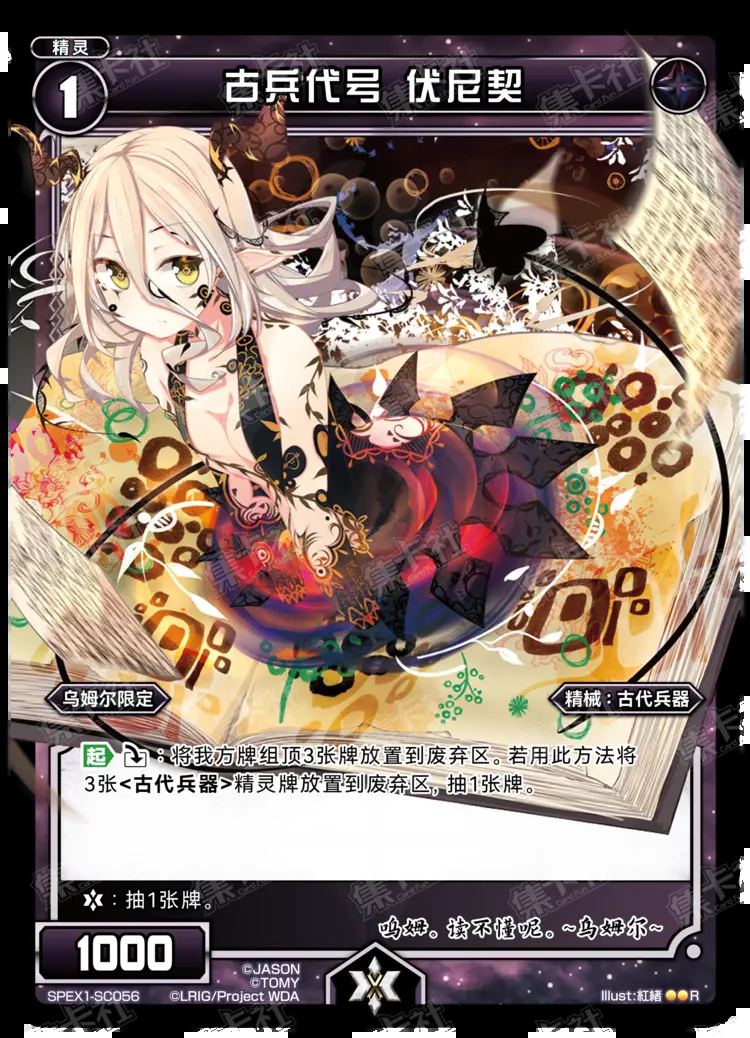 精灵
1
古兵代号 伏尼契
乌姆尔限定
精械：古代兵器
起 ：将我方牌组顶3张牌放置到废弃区。若用此方法将
3张<古代兵器>精灵牌放置到废弃区，抽1张牌。
：抽1张牌。
呜姆。读不懂呢。~乌姆尔~
1000
©JASON
©TOMY
SPEX1-SC056 ©LRIG/Project WDA
Illust:紅緒 R
集卡社